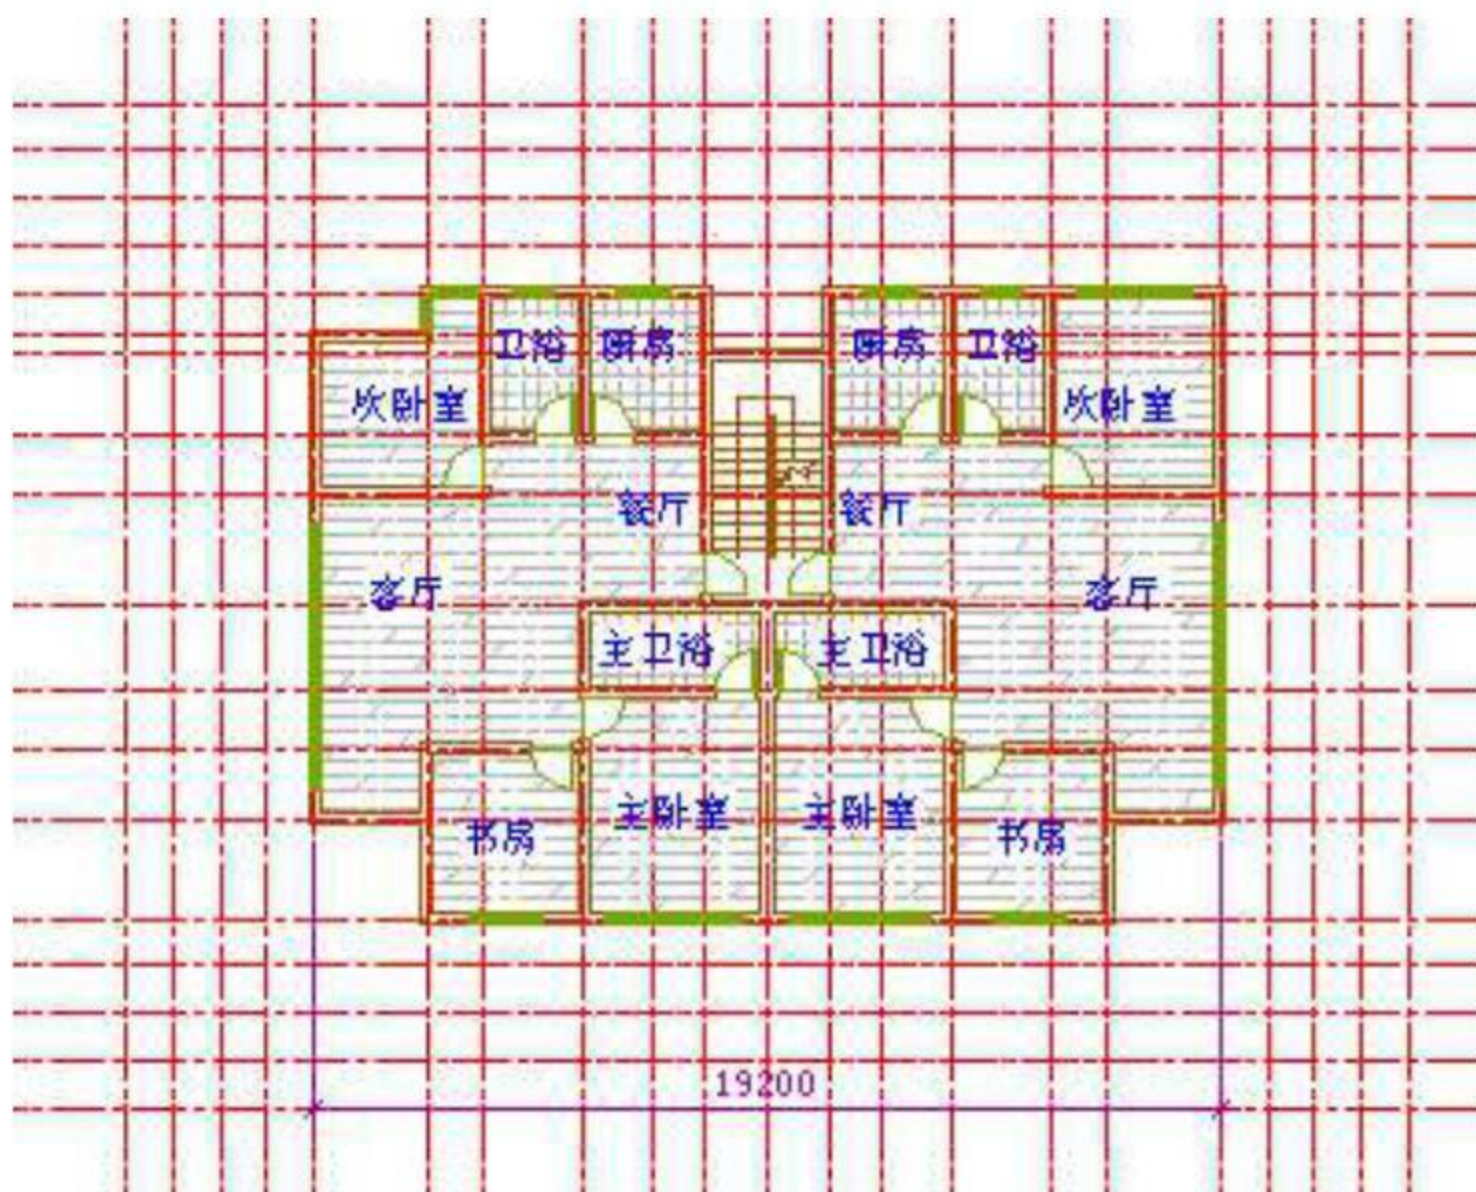 卫浴 厨房 厨房 卫浴
次卧室 次卧室
餐厅 餐厅
客厅 客厅
主卫浴 主卫浴
主卧室 主卧室
书房 书房
19200